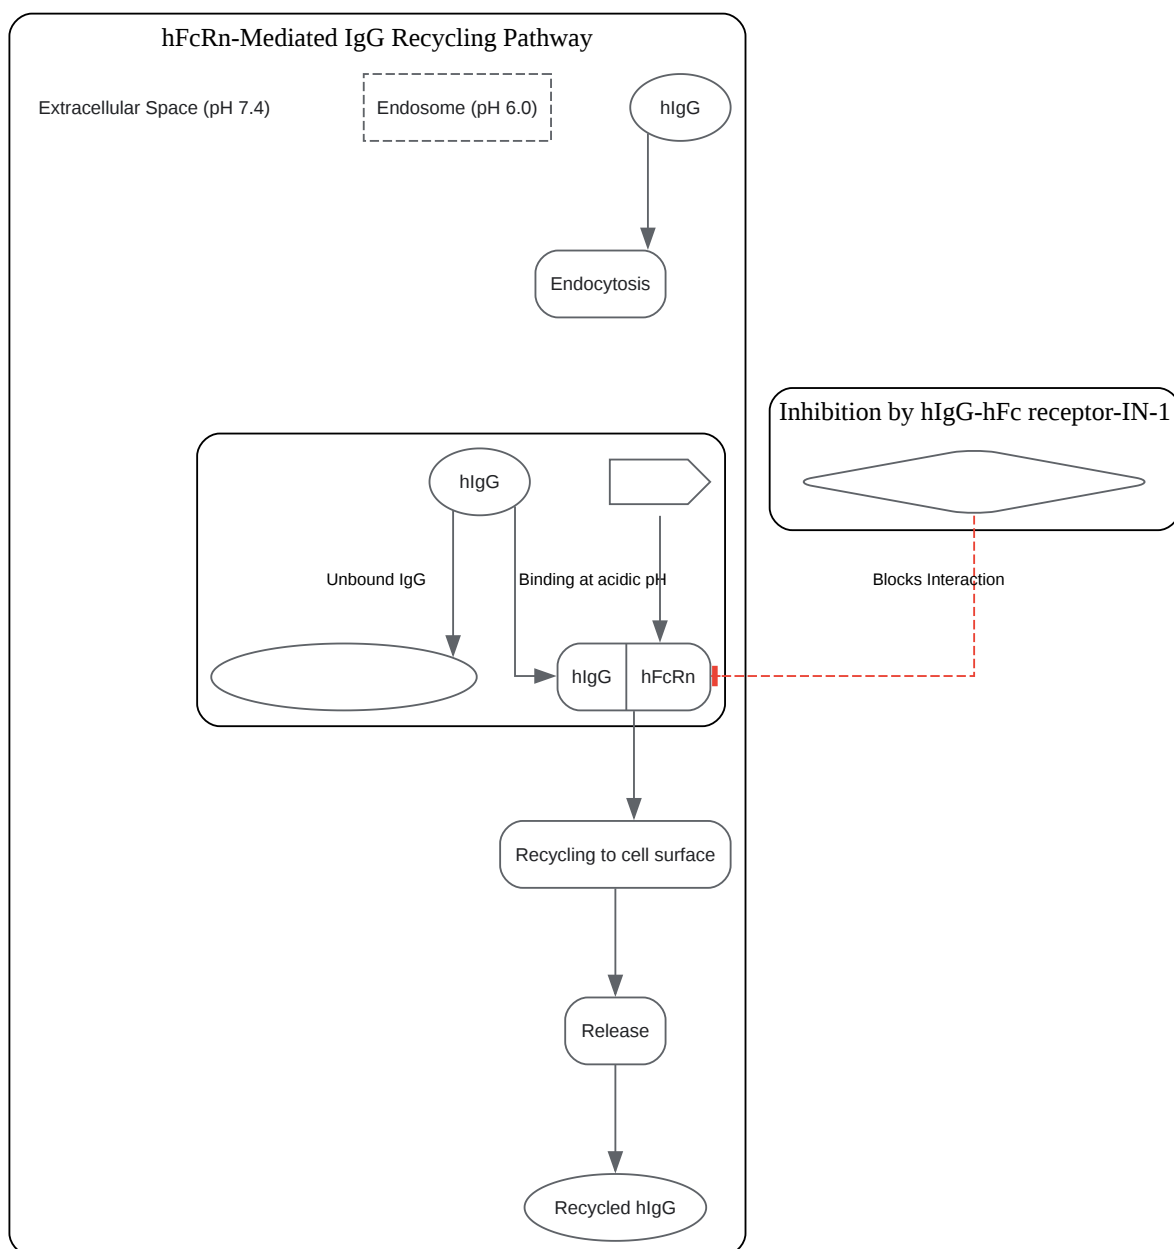 hFcRn-Mediated IgG Recycling Pathway
Extracellular Space (pH 7.4)
Endosome (pH 6.0)
hIgG
Endocytosis
Inhibition by hIgG-hFc receptor-IN-1
hIgG
Unbound IgG
Binding at acidic pH
Blocks Interaction
hIgG
hFcRn
Recycling to cell surface
Release
Recycled hIgG